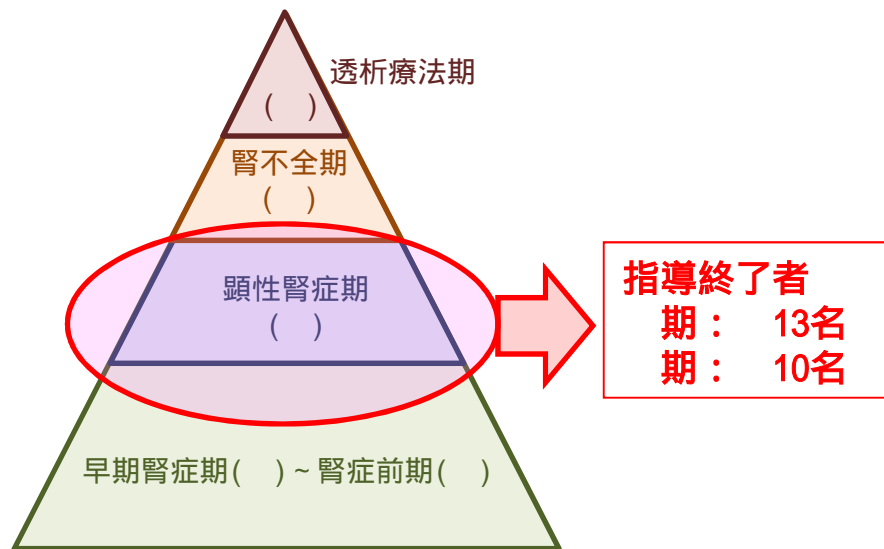 透析療法期
(　)
腎不全期
(　)
顕性腎症期
(　)
早期腎症期(　)～腎症前期(　)
指導終了者
期：　13名
期：　10名